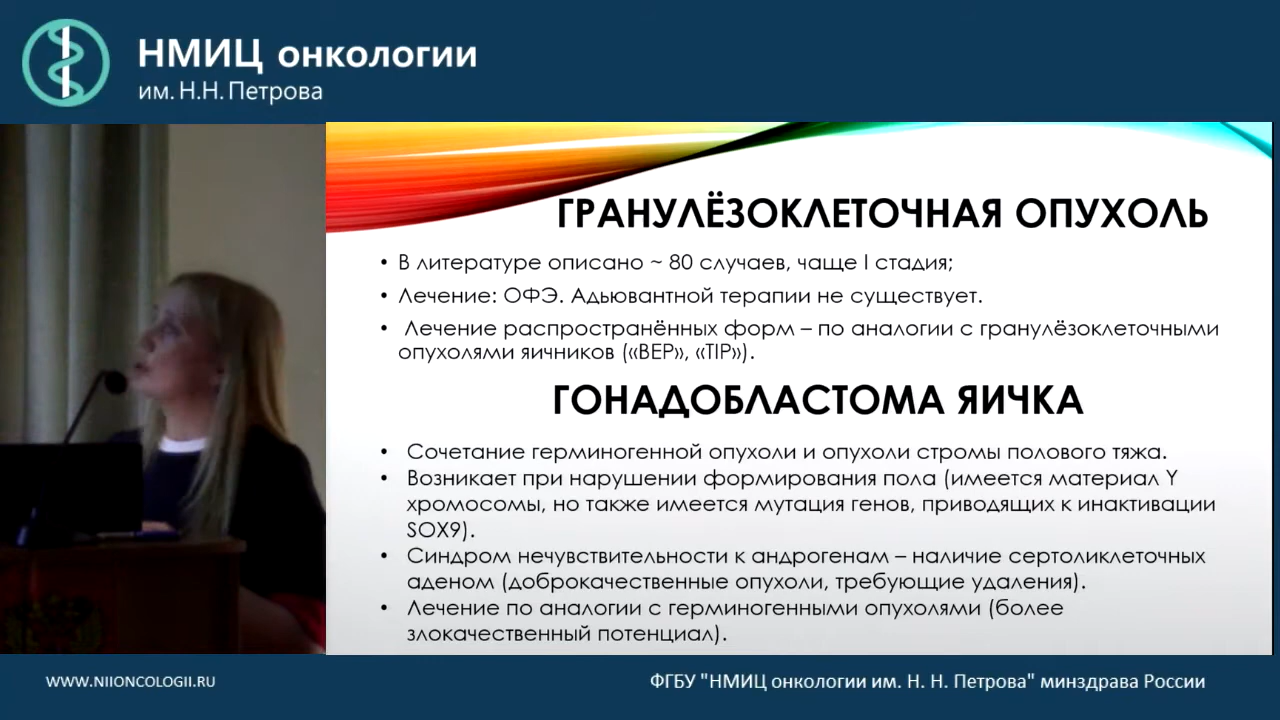 НМИЦ онкологии
им. Н.Н. Петрова
ГРАНУЛЁЗОКЛЕТОЧНАЯ ОПУХОЛЬ
• В литературе описано ~ 80 случаев, чаще I стадия;
• Лечение: ОФЭ. Адьювантной терапии не существует.
• Лечение распространённых форм – по аналогии с гранулёзоклеточными
опухолями яичников («BEP», «TIP»).
ГОНАДОБЛАСТОМА ЯИЧКА
• Сочетание герминогенной опухоли и опухоли стромы полового тяжа.
• Возникает при нарушении формирования пола (имеется материал Y
хромосомы, но также имеется мутация генов, приводящих к инактивации
SOX9).
• Синдром нечувствительности к андрогенам – наличие сертоликлеточных
аденом (доброкачественные опухоли, требующие удаления).
• Лечение по аналогии с герминогенными опухолями (более
злокачественный потенциал).
WWW.NIIONCOLOGII.RU
ФГБУ "НМИЦ онкологии им. Н. Н. Петрова" минздрава России